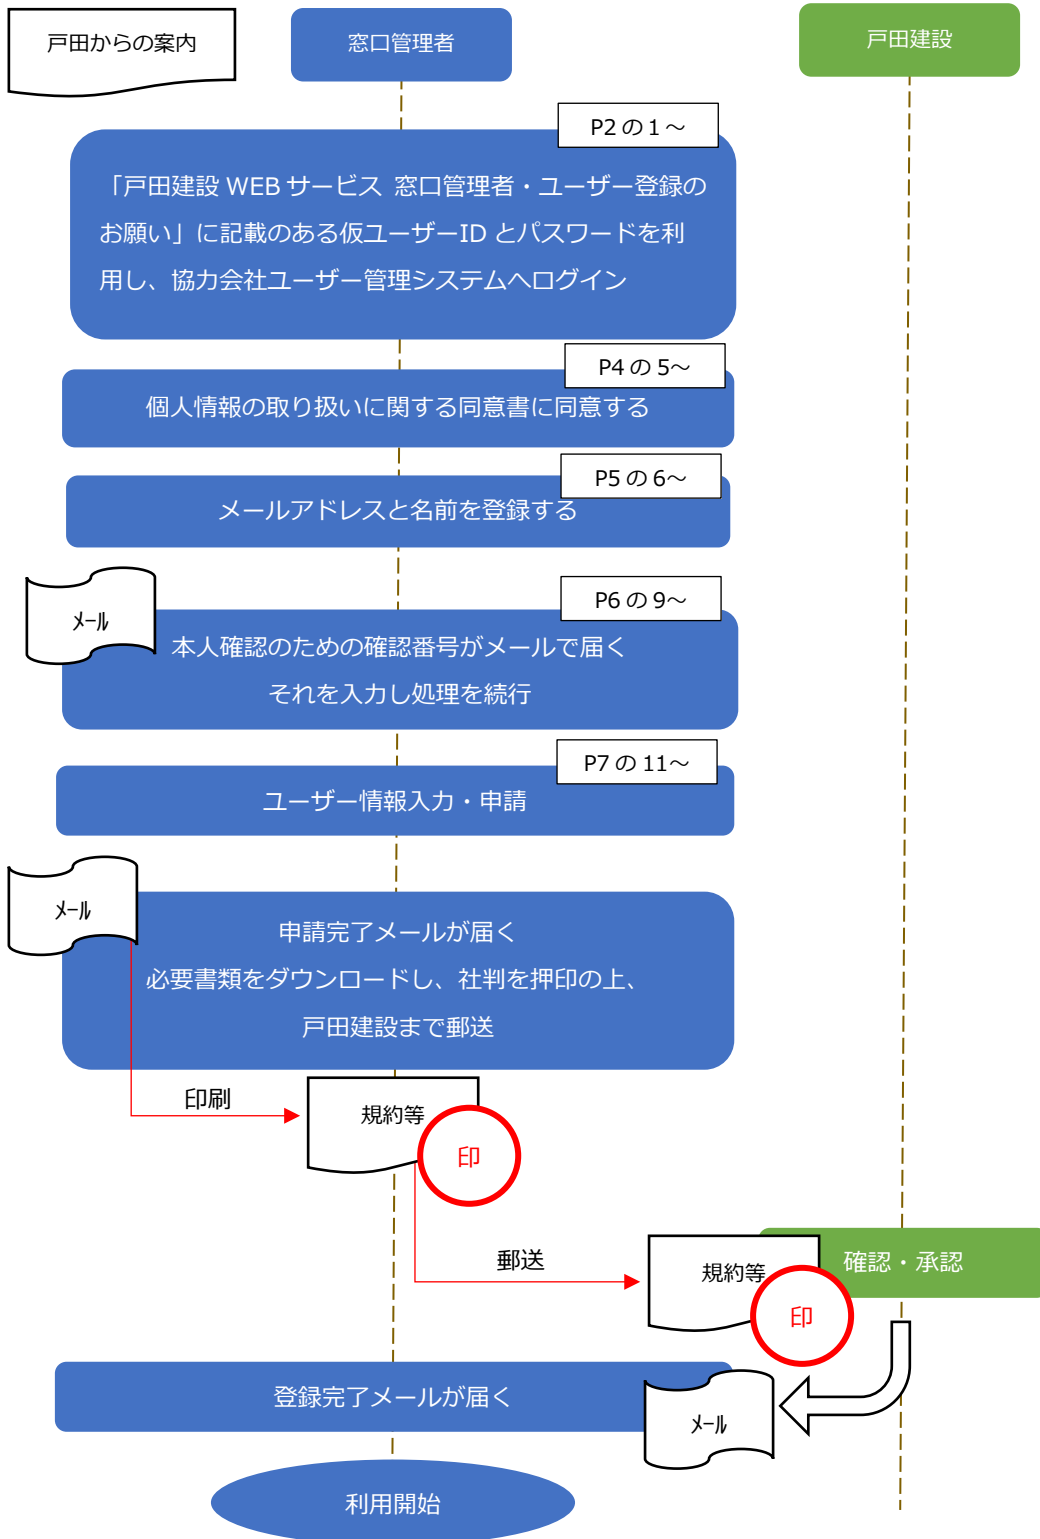 戸田からの案内
窓口管理者
戸田建設
P2 の 1～
「戸田建設 WEB サービス 窓口管理者・ユーザー登録の
お願い」に記載のある仮ユーザーID とパスワードを利
用し、協力会社ユーザー管理システムへログイン
P4 の 5～
個人情報の取り扱いに関する同意書に同意する
P5 の 6～
メールアドレスと名前を登録する
P6 の 9～
メール
本人確認のための確認番号がメールで届く
それを入力し処理を続行
P7 の 11～
ユーザー情報入力・申請
メール
申請完了メールが届く
必要書類をダウンロードし、社判を押印の上、
戸田建設まで郵送
印刷
規約等
印
郵送
規約等
印
確認・承認
登録完了メールが届く
メール
利用開始